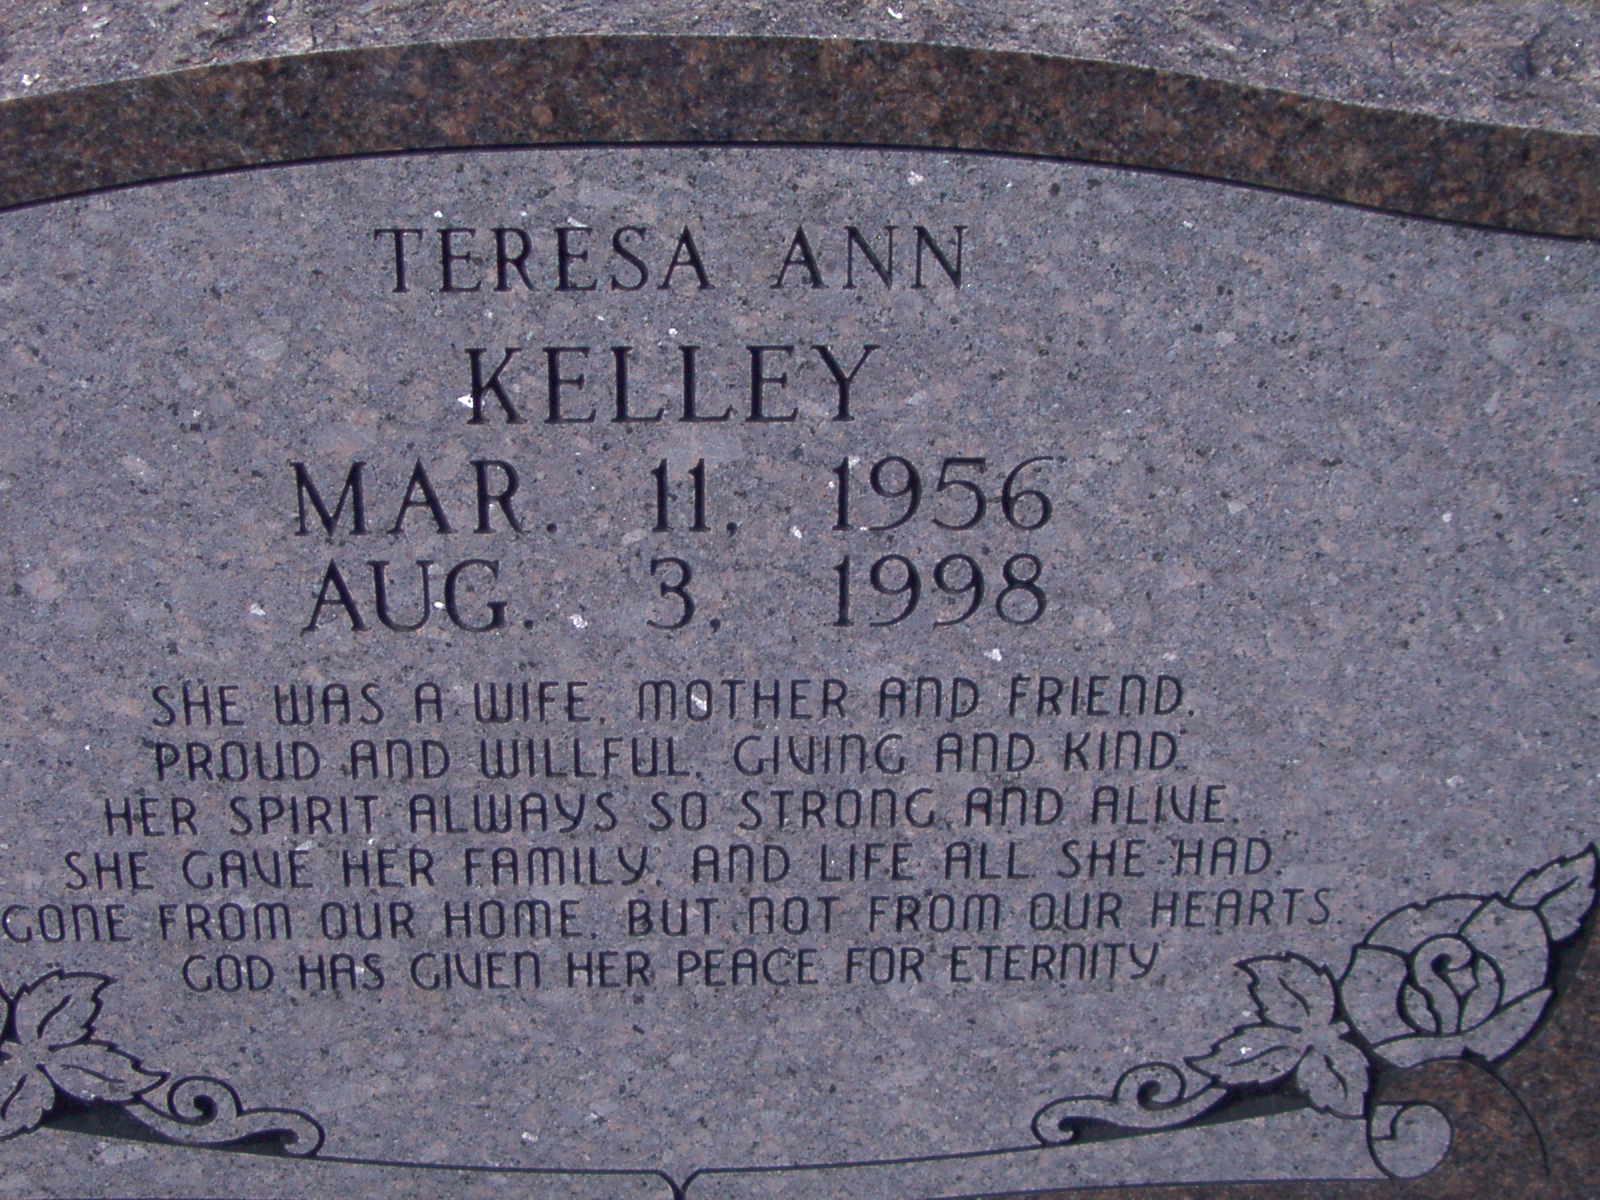 TERESA ANN
KELLEY
MAR. 11, 1956
AUG. 3, 1998
SHE WAS A WIFE, MOTHER AND FRIEND,
PROUD AND WILLFUL, GIVING AND KIND.
HER SPIRIT ALWAYS SO STRONG AND ALIVE.
SHE GAVE HER FAMILY, AND LIFE ALL SHE HAD.
GONE FROM OUR HOME, BUT NOT FROM OUR HEARTS.
GOD HAS GIVEN HER PEACE FOR ETERNITY